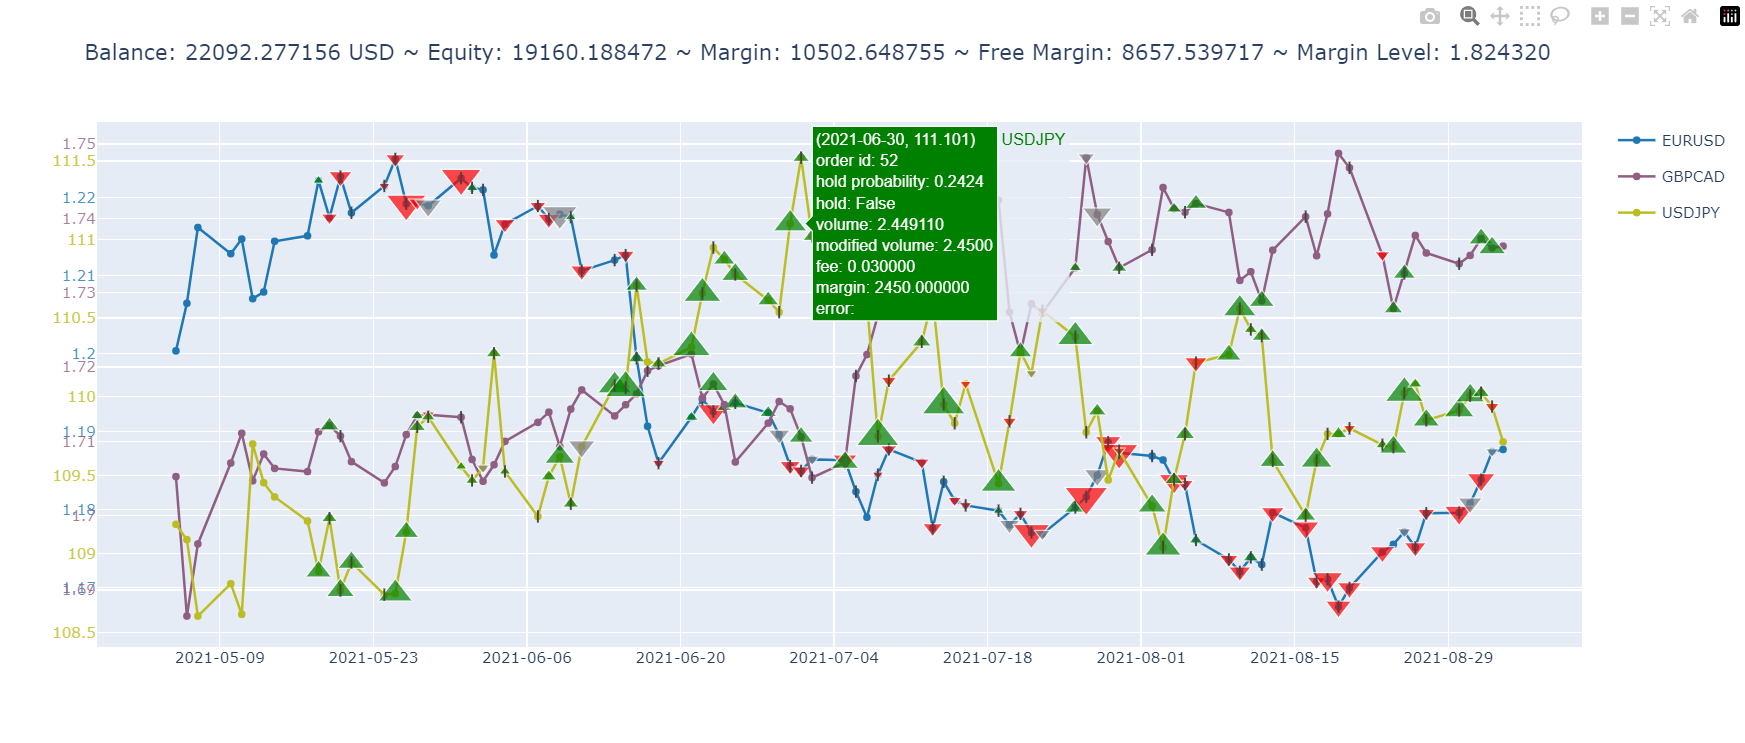 Balance: 22092.277156 USD ~ Equity: 19160.188472 ~ Margin: 10502.648755 ~ Free Margin: 8657.539717 ~ Margin Level: 1.824320
1.75
111.5
1.22
1.74
111
1.21
1.73
110.5
1.2
1.72
110
1.19
1.71
109.5
1.18
1.7
109
1.17
1.69
108.5
(2021-06-30, 111.101)
order id: 52
hold probability: 0.2424
hold: False
volume: 2.449110
modified volume: 2.4500
fee: 0.030000
margin: 2450.000000
error:
USDJPY
EURUSD
GBPCAD
USDJPY
2021-05-09 2021-05-23 2021-06-06 2021-06-20 2021-07-04 2021-07-18 2021-08-01 2021-08-15 2021-08-29